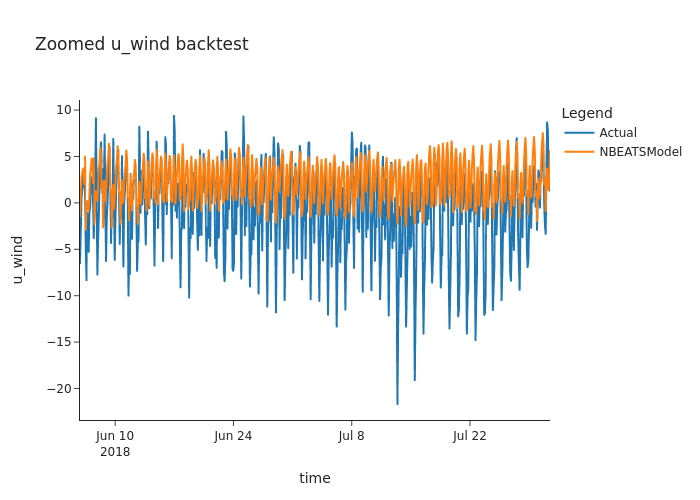 Zoomed u_wind backtest
Legend
Actual
NBEATSModel
u_wind
10
5
0
−5
−10
−15
−20
Jun 10
2018
Jun 24
Jul 8
Jul 22
time